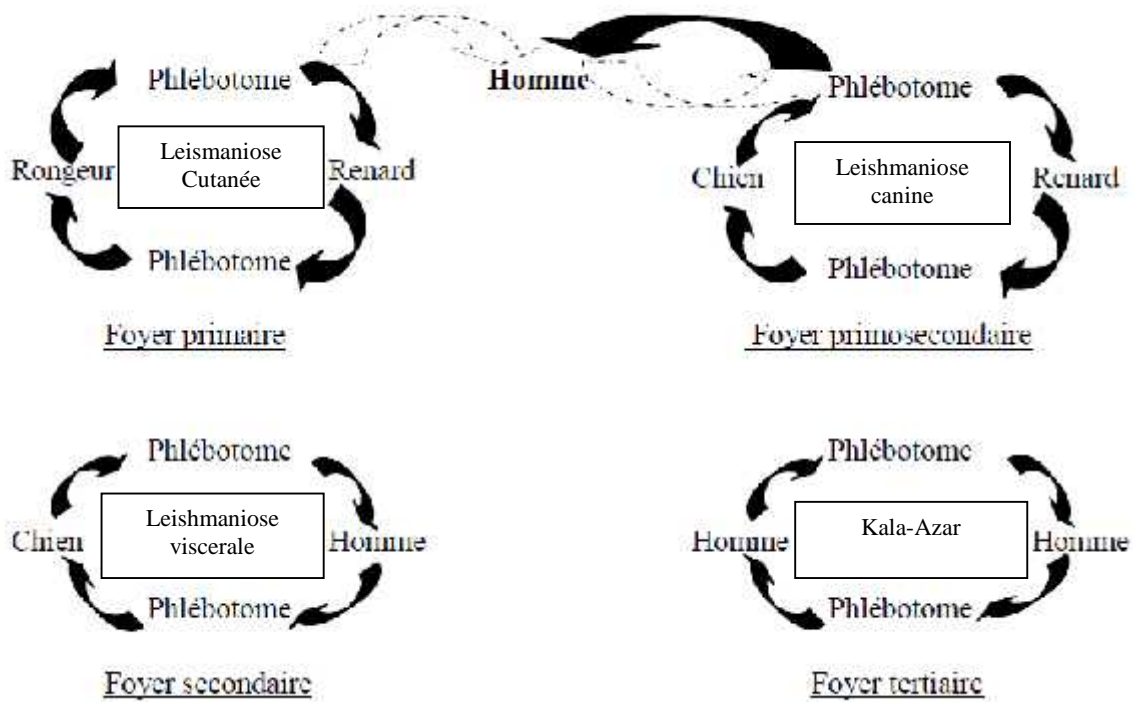 Phlébotome
Homme
Phlébotome
Rongeur
Leismaniose
Cutanée
Renard
Chien
Leishmaniose
canine
Renard
Phlébotome
Phlébotome
Foyer primaire
Foyer primosecondaire
Phlébotome
Phlébotome
Chien
Leishmaniose
viscerale
Homme
Homme
Kala-Azar
Homme
Phlébotome
Phlébotome
Foyer secondaire
Foyer tertiaire